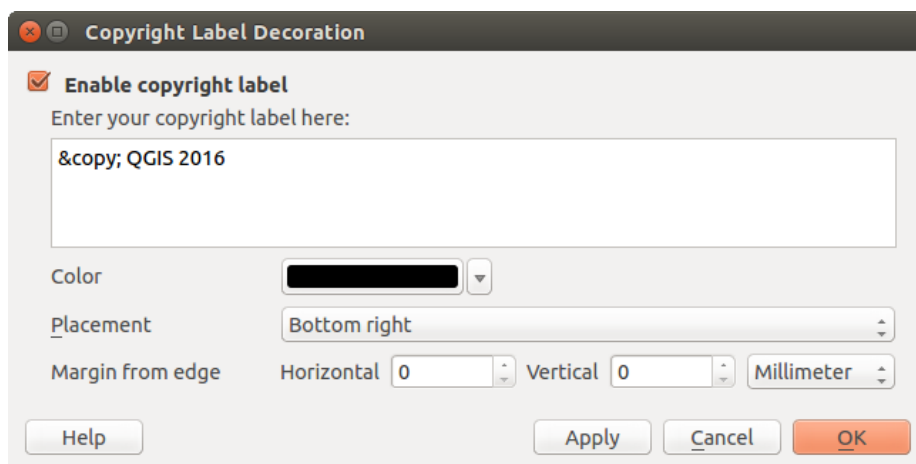 Copyright Label Decoration
Enable copyright label
Enter your copyright label here:
&copy; QGIS 2016
Color
Placement
Bottom right
Margin from edge Horizontal 0 Vertical 0 Millimeter
Help Apply Cancel OK